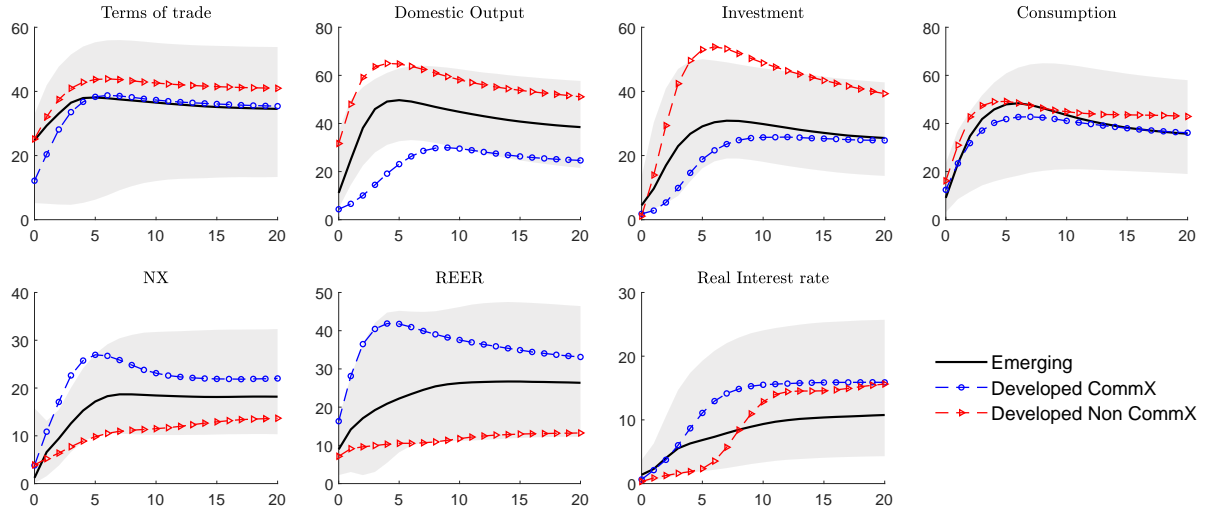 Terms of trade
60
40
20
0
0 5 10 15 20
Domestic Output
80
60
40
20
0
0 5 10 15 20
Investment
60
40
20
0
0 5 10 15 20
Consumption
80
60
40
20
0
0 5 10 15 20
NX
40
30
20
10
0
0 5 10 15 20
REER
50
40
30
20
10
0
0 5 10 15 20
Real Interest rate
30
20
10
0
0 5 10 15 20
Emerging
Developed CommX
Developed Non CommX